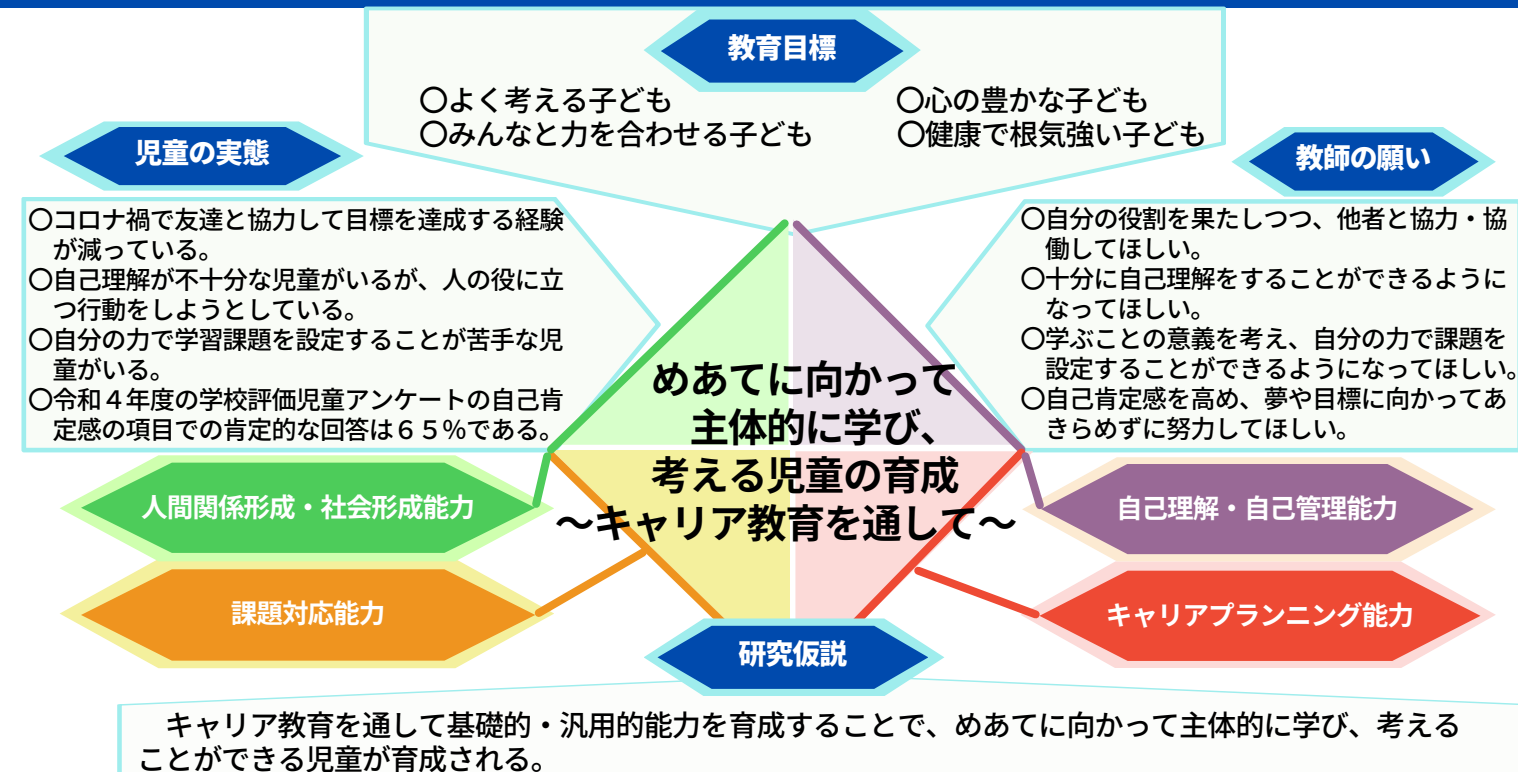 教育目標
〇よく考える子ども
〇心の豊かな子ども
〇みんなと力を合わせる子ども
〇健康で根気強い子ども
児童の実態
〇コロナ禍で友達と協力して目標を達成する経験
が減っている。
〇自己理解が不十分な児童がいるが、人の役に立
つ行動をしようとしている。
〇自分の力で学習課題を設定することが苦手な児
童がいる。
〇令和４年度の学校評価児童アンケートの自己肯
定感の項目での肯定的な回答は６５％である。
教師の願い
〇自分の役割を果たしつつ、他者と協力・協
働してほしい。
〇十分に自己理解をすることができるように
なってほしい。
〇学ぶことの意義を考え、自分の力で課題を
設定することができるようになってほしい。
〇自己肯定感を高め、夢や目標に向かってあ
きらめずに努力してほしい。
めあてに向かって
主体的に学び、
考える児童の育成
～キャリア教育を通して～
人間関係形成・社会形成能力
自己理解・自己管理能力
課題対応能力
キャリアプランニング能力
研究仮説
キャリア教育を通して基礎的・汎用的能力を育成することで、めあてに向かって主体的に学び、考える
ことができる児童が育成される。